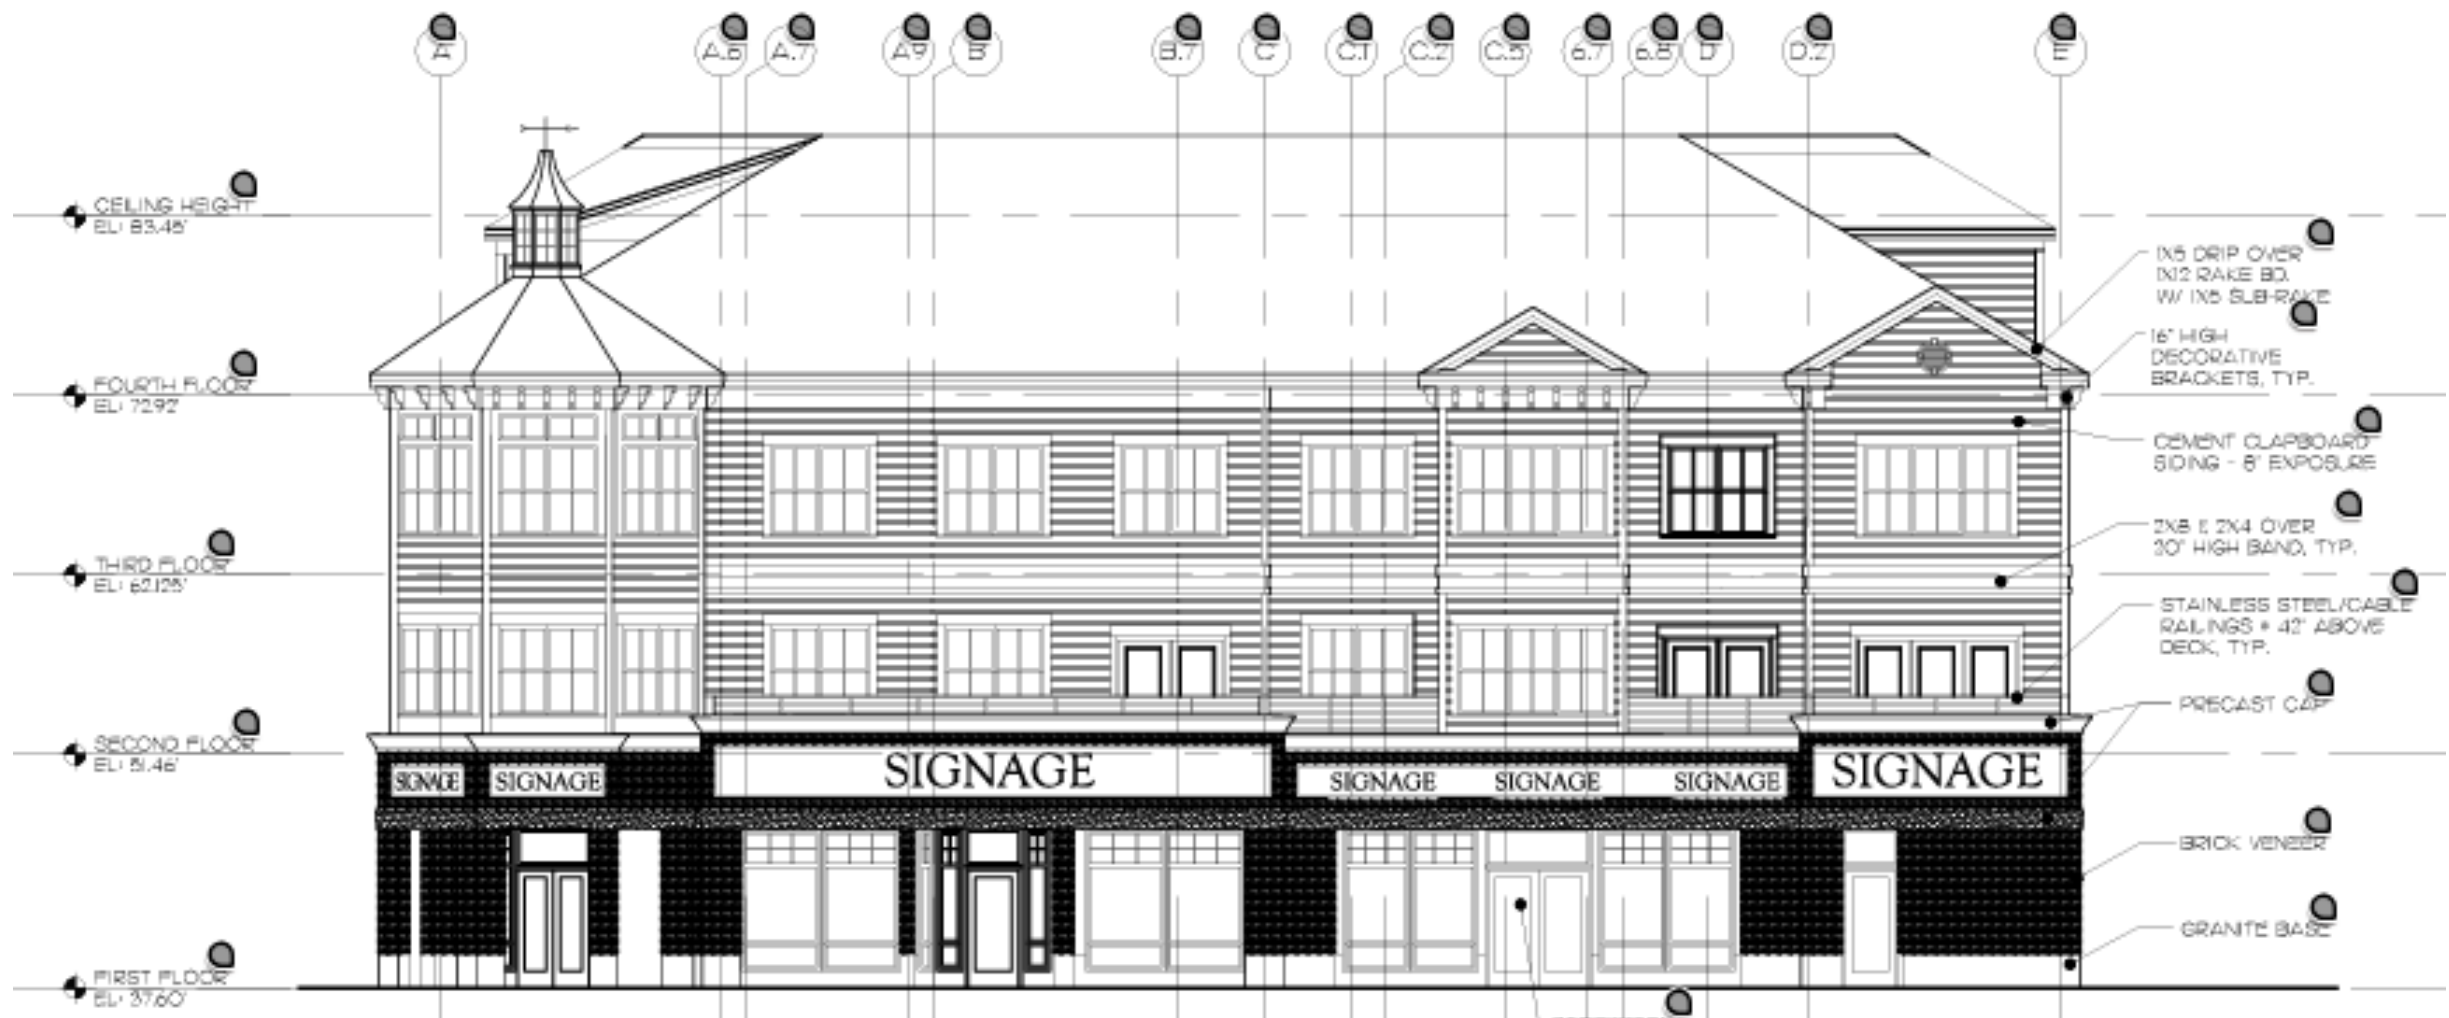 A A.6 A.7 A.9 B B.7 C C.1 C.2 C.5 6.7 6.8 D D.2 E
CEILING HEIGHT
EL: 83.48'
1X5 DRIP OVER
1X12 RAKE BD.
W/ 1X5 SUB-RAKE
16" HIGH
DECORATIVE
BRACKETS, TYP.
FOURTH FLOOR
EL: 72.92'
CEMENT CLAPBOARD
SIDING - 8" EXPOSURE
2X8 & 2X4 OVER
20" HIGH BAND, TYP.
THIRD FLOOR
EL: 62.125'
STAINLESS STEEL/CABLE
RAILINGS @ 42" ABOVE
DECK, TYP.
PRECAST CAP
SECOND FLOOR
EL: 51.46'
SIGNAGE SIGNAGE SIGNAGE SIGNAGE SIGNAGE SIGNAGE SIGNAGE
BRICK VENEER
GRANITE BASE
FIRST FLOOR
EL: 37.60'